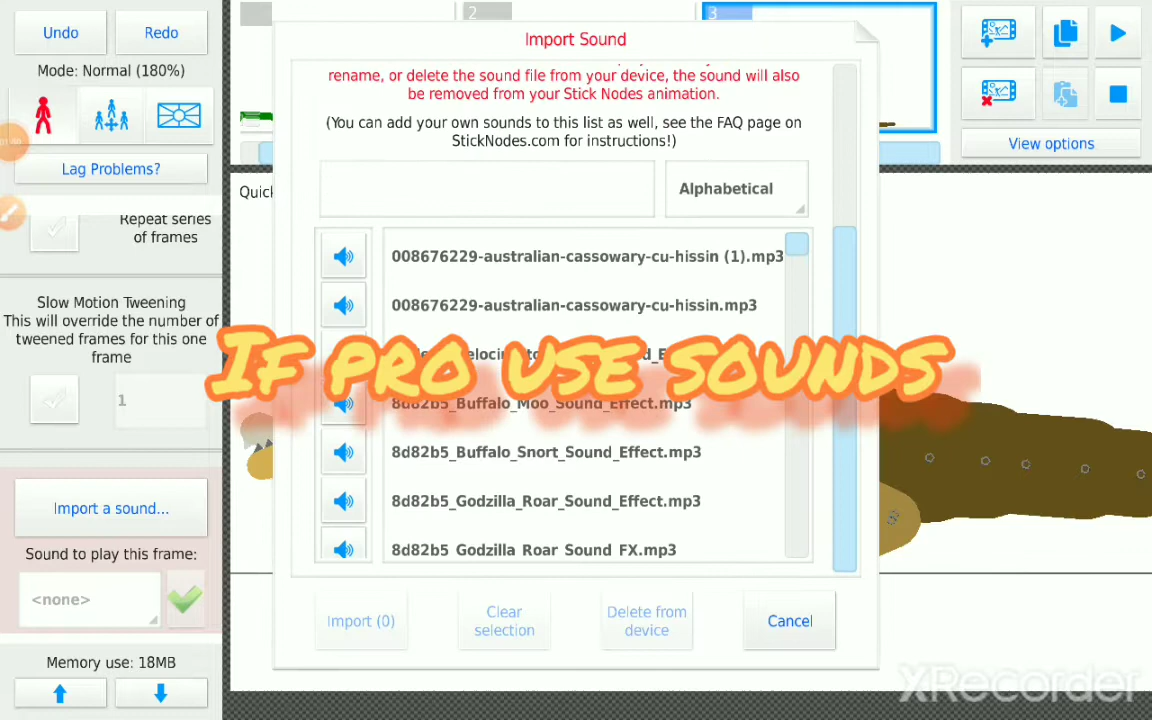 Undo
Redo
Mode: Normal (180%)
Lag Problems?
Repeat series
of frames
Slow Motion Tweening
This will override the number of
tweened frames for this one
frame
1
Import a sound...
Sound to play this frame:
<none>
Memory use: 18MB
2
3
View options
Quick
Import Sound
rename, or delete the sound file from your device, the sound will also
be removed from your Stick Nodes animation.
(You can add your own sounds to this list as well, see the FAQ page on
StickNodes.com for instructions!)
Alphabetical
008676229-australian-cassowary-cu-hissin (1).mp3
008676229-australian-cassowary-cu-hissin.mp3
If pro use sounds
8d82b5_Buffalo_Moo_Sound_Effect.mp3
8d82b5_Buffalo_Snort_Sound_Effect.mp3
8d82b5_Godzilla_Roar_Sound_Effect.mp3
8d82b5_Godzilla_Roar_Sound_FX.mp3
Import (0)
Clear
selection
Delete from
device
Cancel
XRecorder